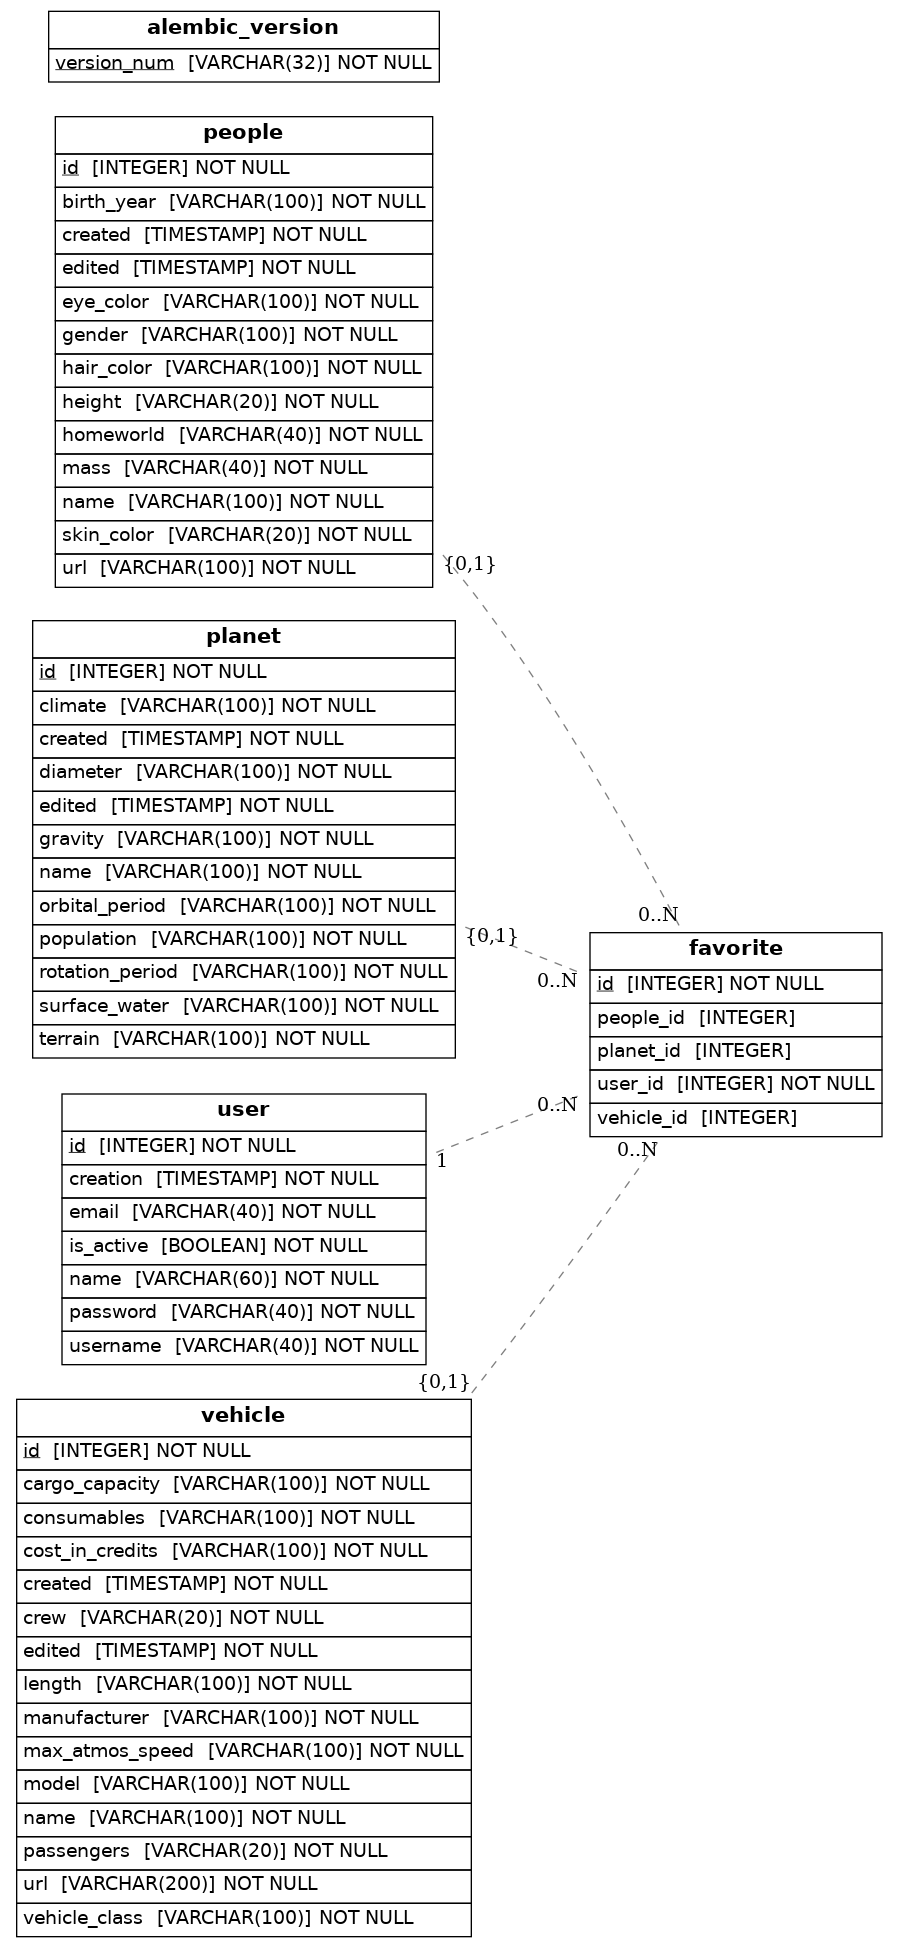 alembic_version
version_num [VARCHAR(32)] NOT NULL
people
id [INTEGER] NOT NULL
birth_year [VARCHAR(100)] NOT NULL
created [TIMESTAMP] NOT NULL
edited [TIMESTAMP] NOT NULL
eye_color [VARCHAR(100)] NOT NULL
gender [VARCHAR(100)] NOT NULL
hair_color [VARCHAR(100)] NOT NULL
height [VARCHAR(20)] NOT NULL
homeworld [VARCHAR(40)] NOT NULL
mass [VARCHAR(40)] NOT NULL
name [VARCHAR(100)] NOT NULL
skin_color [VARCHAR(20)] NOT NULL
url [VARCHAR(100)] NOT NULL
{0,1}
0..N
planet
id [INTEGER] NOT NULL
climate [VARCHAR(100)] NOT NULL
created [TIMESTAMP] NOT NULL
diameter [VARCHAR(100)] NOT NULL
edited [TIMESTAMP] NOT NULL
gravity [VARCHAR(100)] NOT NULL
name [VARCHAR(100)] NOT NULL
orbital_period [VARCHAR(100)] NOT NULL
population [VARCHAR(100)] NOT NULL
rotation_period [VARCHAR(100)] NOT NULL
surface_water [VARCHAR(100)] NOT NULL
terrain [VARCHAR(100)] NOT NULL
{0,1}
0..N
favorite
id [INTEGER] NOT NULL
people_id [INTEGER]
planet_id [INTEGER]
user_id [INTEGER] NOT NULL
vehicle_id [INTEGER]
user
id [INTEGER] NOT NULL
creation [TIMESTAMP] NOT NULL
email [VARCHAR(40)] NOT NULL
is_active [BOOLEAN] NOT NULL
name [VARCHAR(60)] NOT NULL
password [VARCHAR(40)] NOT NULL
username [VARCHAR(40)] NOT NULL
1
0..N
0..N
{0,1}
vehicle
id [INTEGER] NOT NULL
cargo_capacity [VARCHAR(100)] NOT NULL
consumables [VARCHAR(100)] NOT NULL
cost_in_credits [VARCHAR(100)] NOT NULL
created [TIMESTAMP] NOT NULL
crew [VARCHAR(20)] NOT NULL
edited [TIMESTAMP] NOT NULL
length [VARCHAR(100)] NOT NULL
manufacturer [VARCHAR(100)] NOT NULL
max_atmos_speed [VARCHAR(100)] NOT NULL
model [VARCHAR(100)] NOT NULL
name [VARCHAR(100)] NOT NULL
passengers [VARCHAR(20)] NOT NULL
url [VARCHAR(200)] NOT NULL
vehicle_class [VARCHAR(100)] NOT NULL